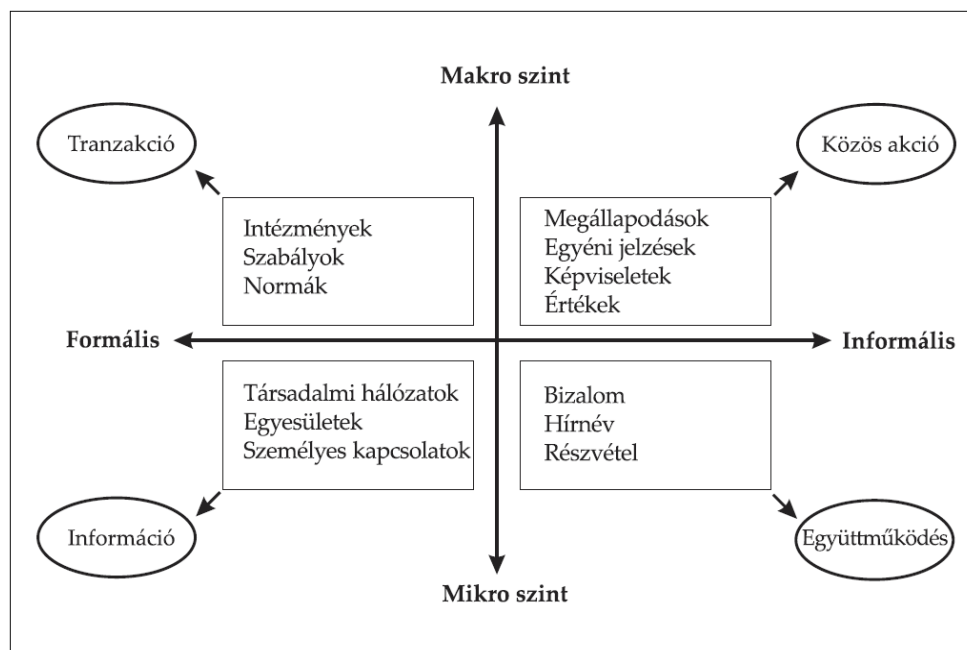 Makro szint
Tranzakció
Közös akció
Intézmények
Szabályok
Normák
Megállapodások
Egyéni jelzések
Képviseletek
Értékek
Formális
Informális
Társadalmi hálózatok
Egyesületek
Személyes kapcsolatok
Bizalom
Hírnév
Részvétel
Információ
Együttműködés
Mikro szint